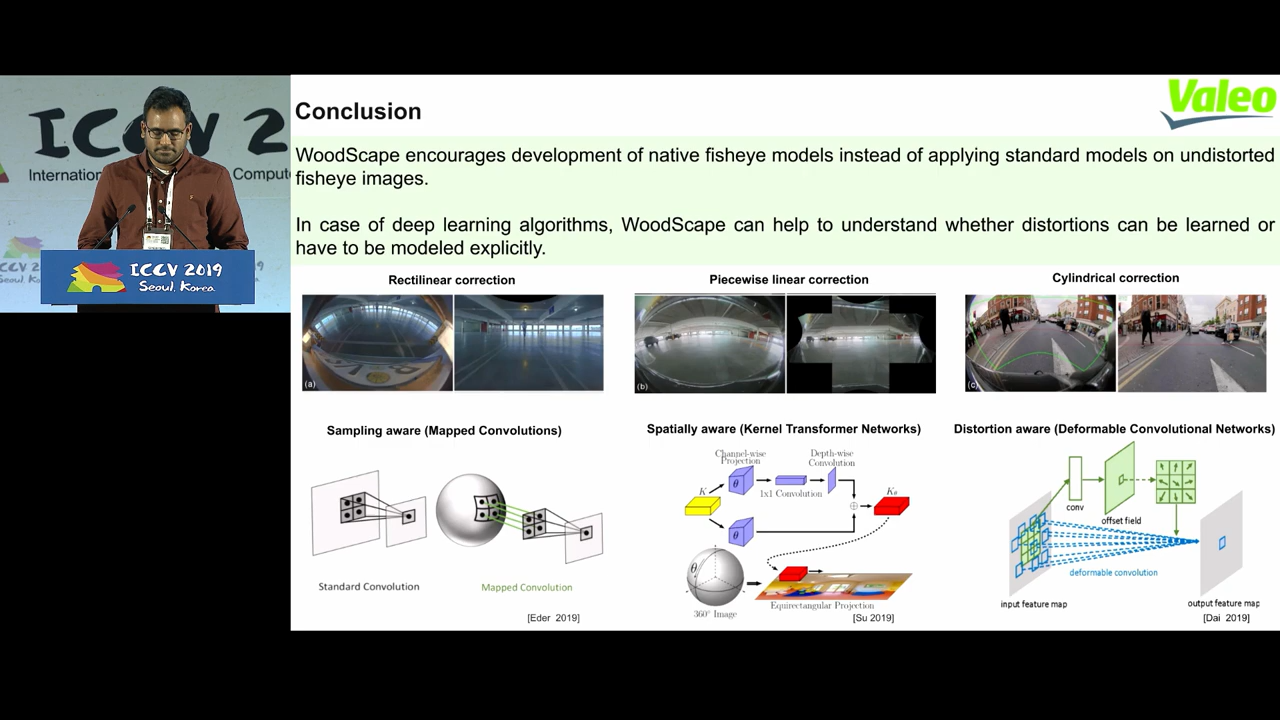 ICCV 2
Internation
Compute
CCV 2
2019
ICCV 2019
Seoul, Korea
Valeo
Conclusion
WoodScape encourages development of native fisheye models instead of applying standard models on undistorted
fisheye images.
In case of deep learning algorithms, WoodScape can help to understand whether distortions can be learned or
have to be modeled explicitly.
Rectilinear correction
Piecewise linear correction
Cylindrical correction
(a)
(b)
(c)
Sampling aware (Mapped Convolutions)
Spatially aware (Kernel Transformer Networks)
Distortion aware (Deformable Convolutional Networks)
Standard Convolution
Mapped Convolution
[Eder 2019]
Channel-wise
Projection
Depth-wise
Convolution
K
θ
1x1 Convolution
Kθ
θ
θ
360° Image
Equirectangular Projection
[Su 2019]
conv
offset field
deformable convolution
input feature map
output feature map
[Dai 2019]